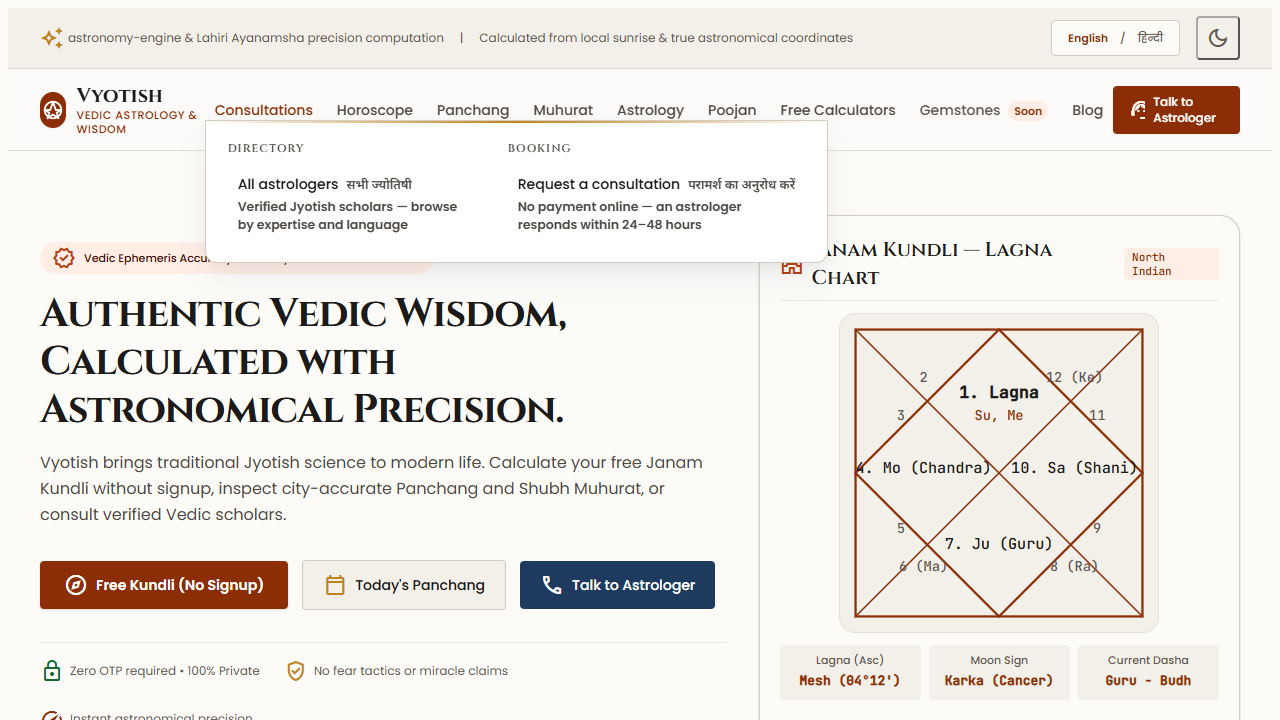 astronomy-engine & Lahiri Ayanamsha precision computation | Calculated from local sunrise & true astronomical coordinates
English / हिन्दी
Vyotish
VEDIC ASTROLOGY & WISDOM
Consultations
Horoscope
Panchang
Muhurat
Astrology
Poojan
Free Calculators
Gemstones Soon
Blog
Talk to Astrologer
DIRECTORY
All astrologers सभी ज्योतिषी
Verified Jyotish scholars — browse
by expertise and language
BOOKING
Request a consultation परामर्श का अनुरोध करें
No payment online — an astrologer
responds within 24–48 hours
Vedic Ephemeris
Authentic Vedic Wisdom,
Calculated with
Astronomical Precision.
Vyotish brings traditional Jyotish science to modern life. Calculate your free Janam
Kundli without signup, inspect city-accurate Panchang and Shubh Muhurat, or
consult verified Vedic scholars.
Free Kundli (No Signup)
Today's Panchang
Talk to Astrologer
Zero OTP required • 100% Private
No fear tactics or miracle claims
Instant astronomical precision
Kundli — Lagna
Chart
North
Indian
2
12 (Ke)
1. Lagna
Su, Me
3
11
4. Mo (Chandra)
10. Sa (Shani)
5
9
7. Ju (Guru)
6 (Ma)
8 (Ra)
Lagna (Asc)
Mesh (04°12')
Moon Sign
Karka (Cancer)
Current Dasha
Guru - Budh